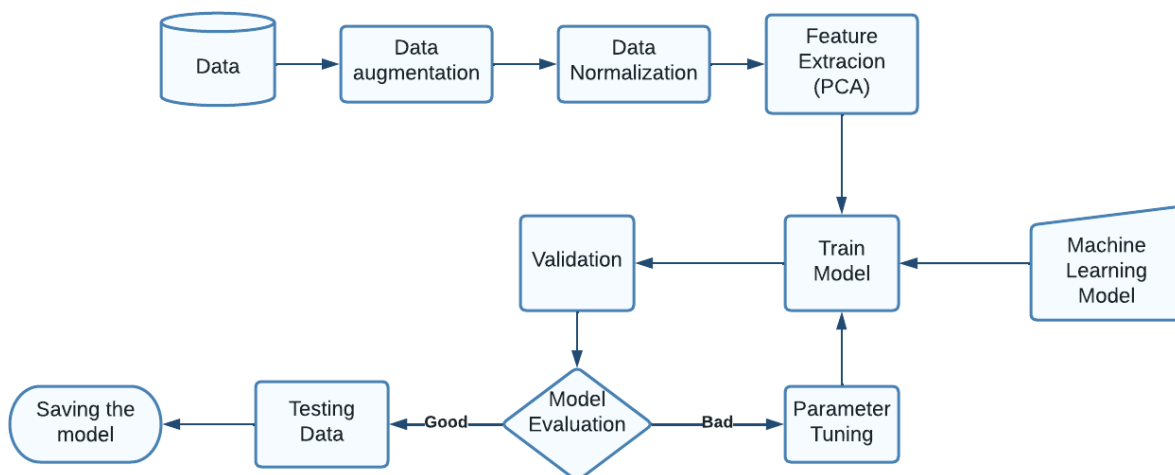 Data
Data
augmentation
Data
Normalization
Feature
Extracion
(PCA)
Validation
Train
Model
Machine
Learning
Model
Saving the
model
Testing
Data
Good
Model
Evaluation
Bad
Parameter
Tuning